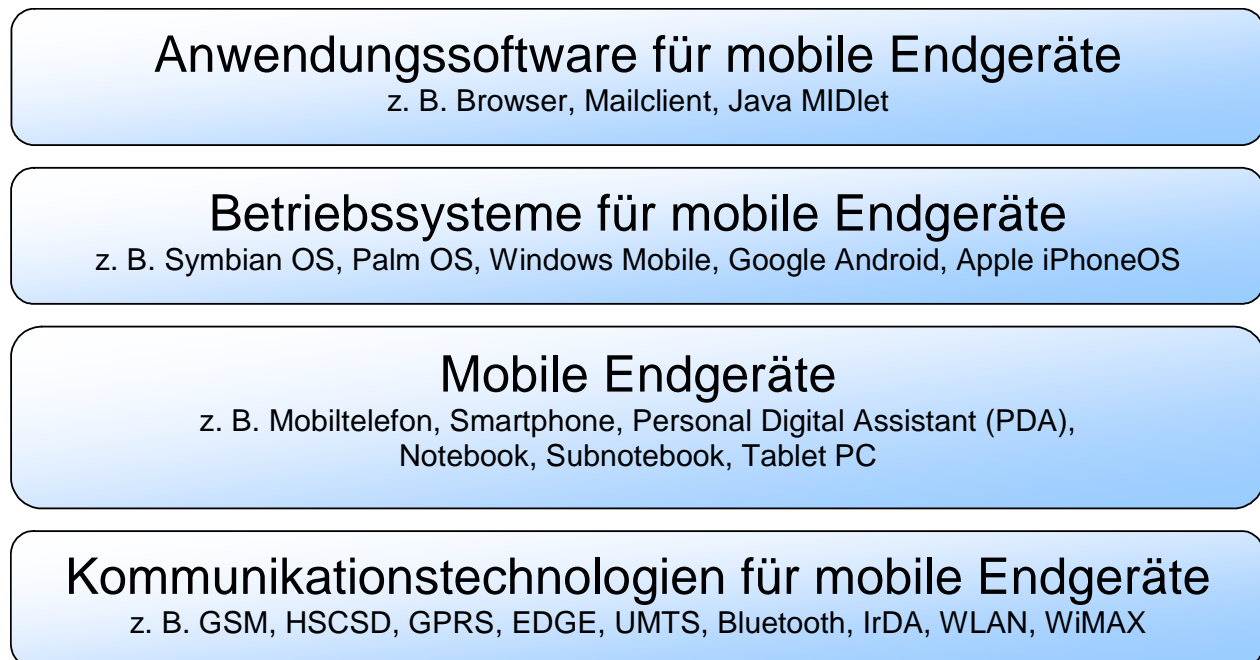 Anwendungssoftware für mobile Endgeräte
z. B. Browser, Mailclient, Java MIDlet
Betriebssysteme für mobile Endgeräte
z. B. Symbian OS, Palm OS, Windows Mobile, Google Android, Apple iPhoneOS
Mobile Endgeräte
z. B. Mobiltelefon, Smartphone, Personal Digital Assistant (PDA),
Notebook, Subnotebook, Tablet PC
Kommunikationstechnologien für mobile Endgeräte
z. B. GSM, HSCSD, GPRS, EDGE, UMTS, Bluetooth, IrDA, WLAN, WiMAX